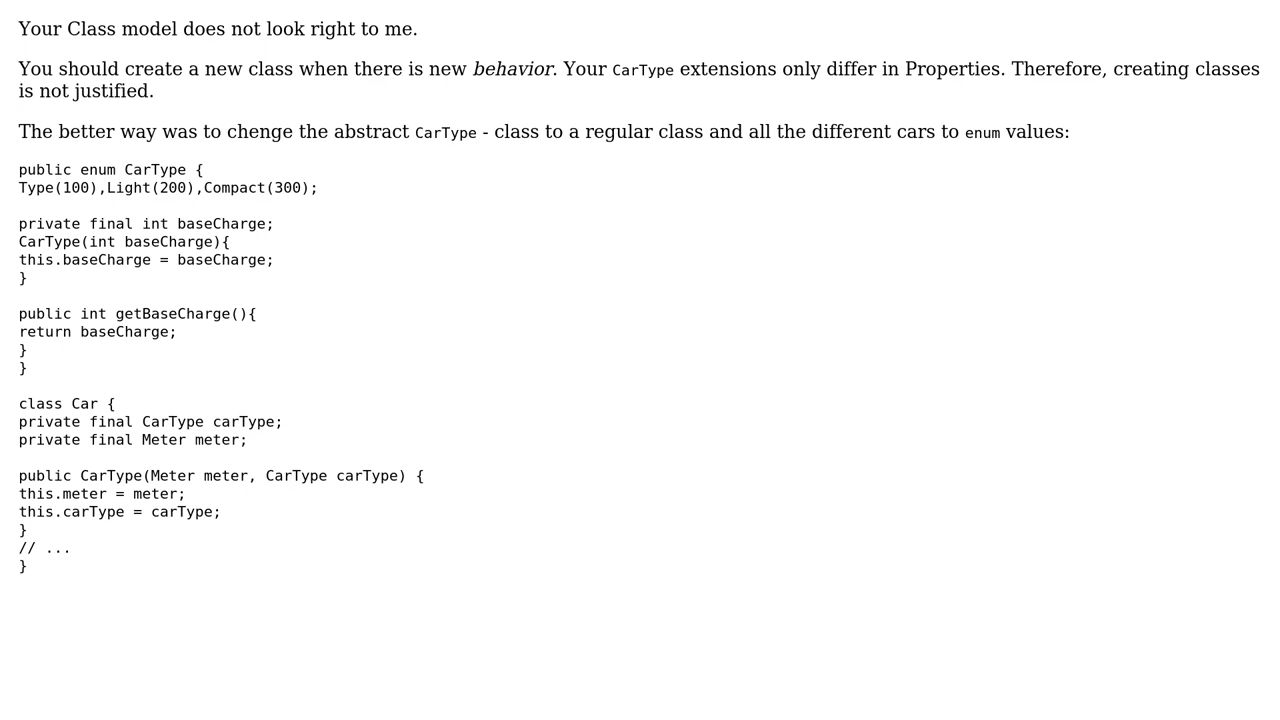 Your Class model does not look right to me.
You should create a new class when there is new behavior. Your CarType extensions only differ in Properties. Therefore, creating classes
is not justified.
The better way was to chenge the abstract CarType - class to a regular class and all the different cars to enum values:
public enum CarType {
Type(100),Light(200),Compact(300);
private final int baseCharge;
CarType(int baseCharge){
this.baseCharge = baseCharge;
}
public int getBaseCharge(){
return baseCharge;
}
}
class Car {
private final CarType carType;
private final Meter meter;
public CarType(Meter meter, CarType carType) {
this.meter = meter;
this.carType = carType;
}
// ...
}